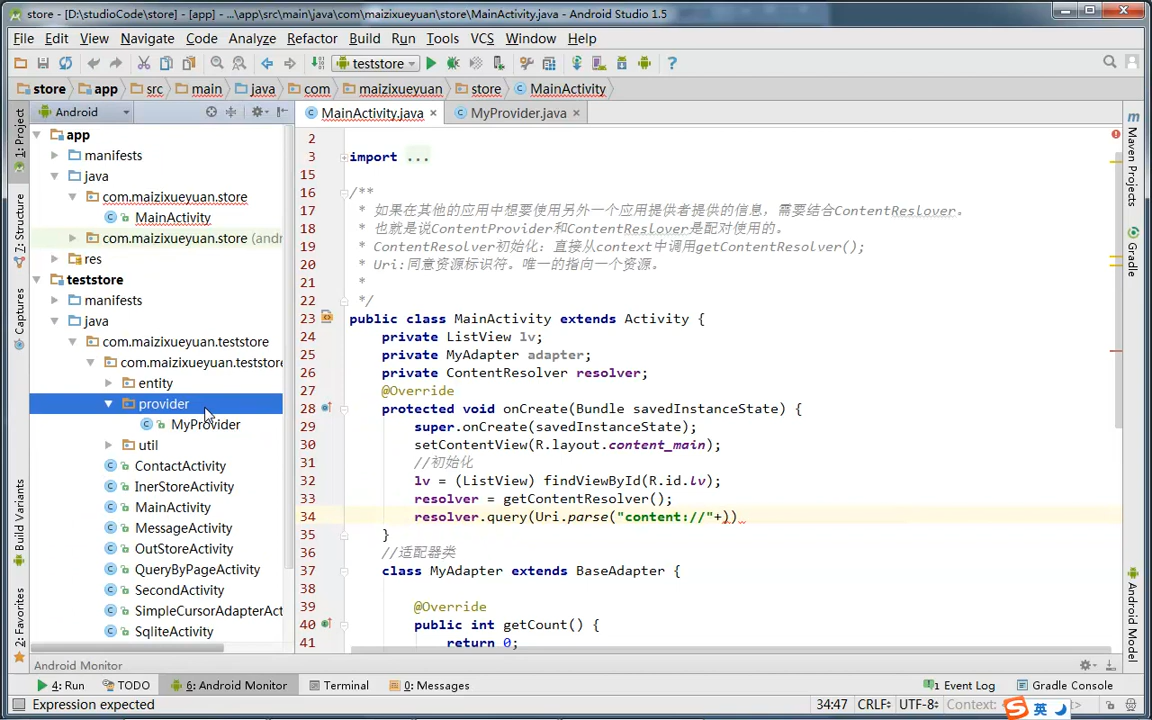 store - [D:\studioCode\store] - [app] - ...\app\src\main\java\com\maizixueyuan\store\MainActivity.java - Android Studio 1.5
File Edit View Navigate Code Analyze Refactor Build Run Tools VCS Window Help
teststore
store app src main java com maizixueyuan store MainActivity
Android
MainActivity.java MyProvider.java
1: Project
7: Structure
Captures
Build Variants
2: Favorites
app
manifests
java
com.maizixueyuan.store
MainActivity
com.maizixueyuan.store (andr
res
teststore
manifests
java
com.maizixueyuan.teststore
com.maizixueyuan.teststore
entity
provider
MyProvider
util
ContactActivity
InerStoreActivity
MainActivity
MessageActivity
OutStoreActivity
QueryByPageActivity
SecondActivity
SimpleCursorAdapterAct
SqliteActivity
2
3 import ...
15
16 /**
17 * 如果在其他的应用中想要使用另外一个应用提供者提供的信息，需要结合ContentReslover。
18 * 也就是说ContentProvider和ContentReslover是配对使用的。
19 * ContentResolver初始化：直接从context中调用getContentResolver();
20 * Uri:同意资源标识符。唯一的指向一个资源。
21 *
22 */
23 public class MainActivity extends Activity {
24 private ListView lv;
25 private MyAdapter adapter;
26 private ContentResolver resolver;
27 @Override
28 protected void onCreate(Bundle savedInstanceState) {
29 super.onCreate(savedInstanceState);
30 setContentView(R.layout.content_main);
31 //初始化
32 lv = (ListView) findViewById(R.id.lv);
33 resolver = getContentResolver();
34 resolver.query(Uri.parse("content://"+))
35 }
36 //适配器类
37 class MyAdapter extends BaseAdapter {
38
39 @Override
40 public int getCount() {
41 return 0;
m
Maven Projects
Gradle
Android Model
Android Monitor
4: Run TODO 6: Android Monitor Terminal 0: Messages 1 Event Log Gradle Console
Expression expected 34:47 CRLF UTF-8 Context: 英